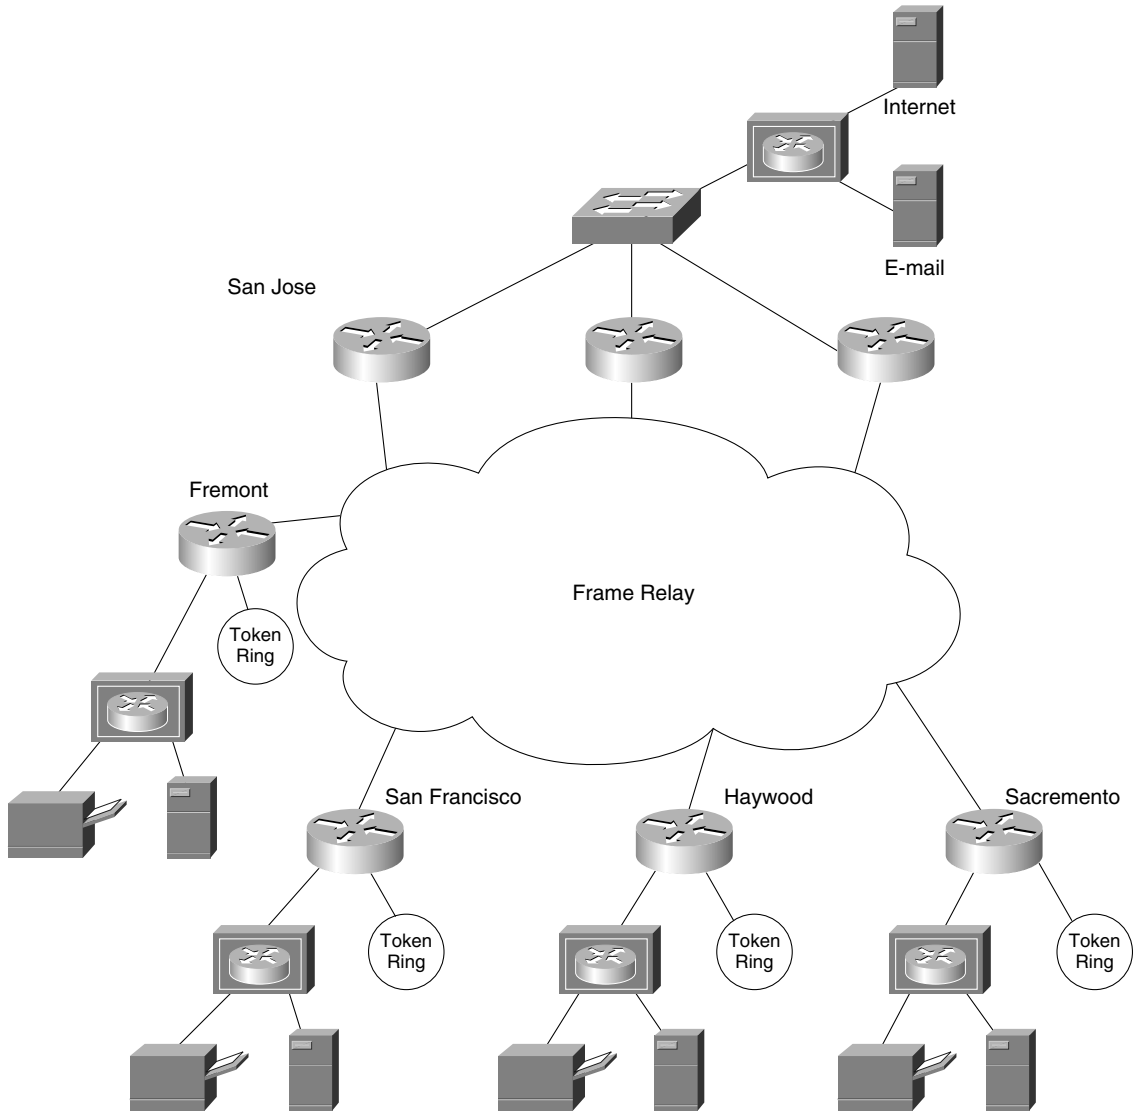 Internet
E-mail
San Jose
Fremont
Frame Relay
Token
Ring
San Francisco
Haywood
Sacremento
Token
Ring
Token
Ring
Token
Ring